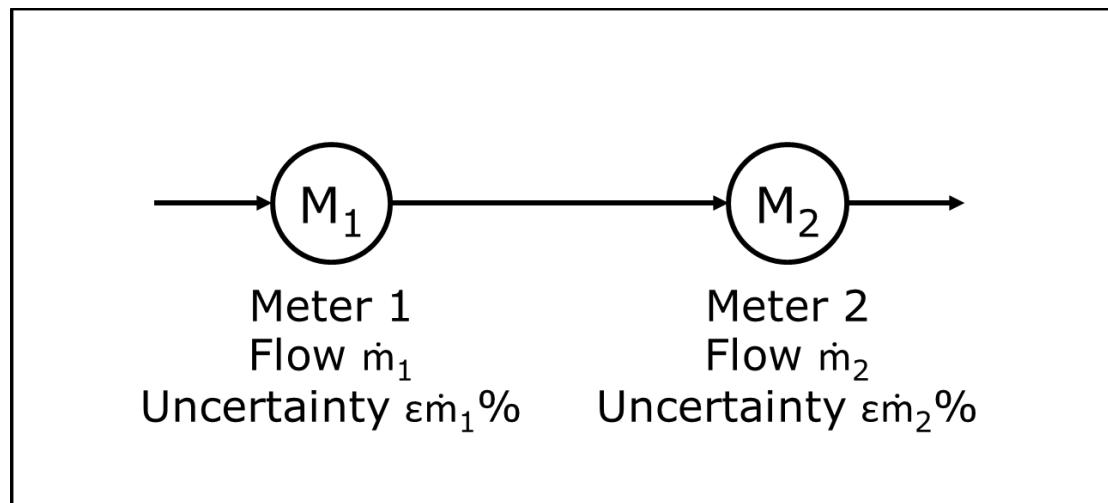 M₁
M₂
Meter 1
Flow ṁ₁
Uncertainty εṁ₁%
Meter 2
Flow ṁ₂
Uncertainty εṁ₂%